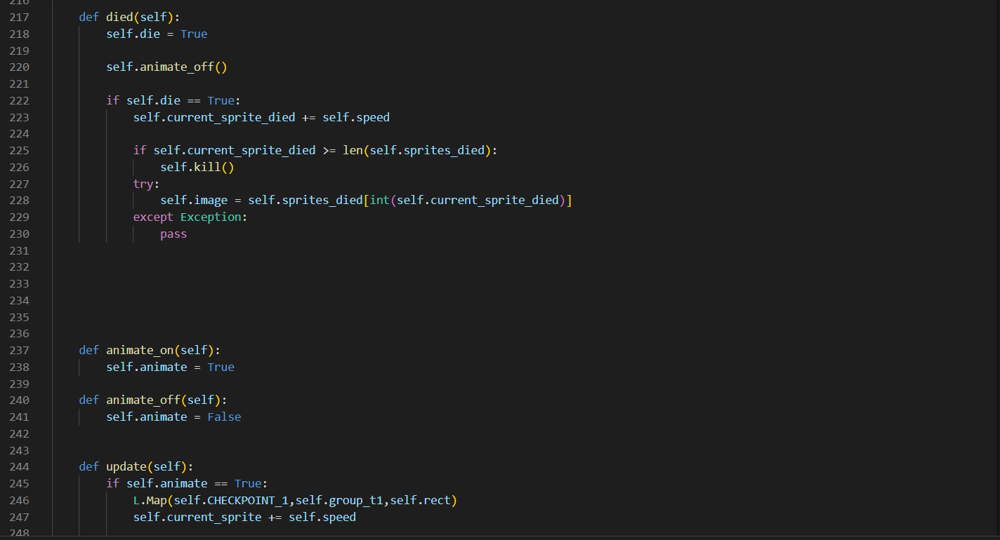 216
217 def died(self):
218 self.die = True
219
220 self.animate_off()
221
222 if self.die == True:
223 self.current_sprite_died += self.speed
224
225 if self.current_sprite_died >= len(self.sprites_died):
226 self.kill()
227 try:
228 self.image = self.sprites_died[int(self.current_sprite_died)]
229 except Exception:
230 pass
231
232
233
234
235
236
237 def animate_on(self):
238 self.animate = True
239
240 def animate_off(self):
241 self.animate = False
242
243
244 def update(self):
245 if self.animate == True:
246 L.Map(self.CHECKPOINT_1,self.group_t1,self.rect)
247 self.current_sprite += self.speed
248